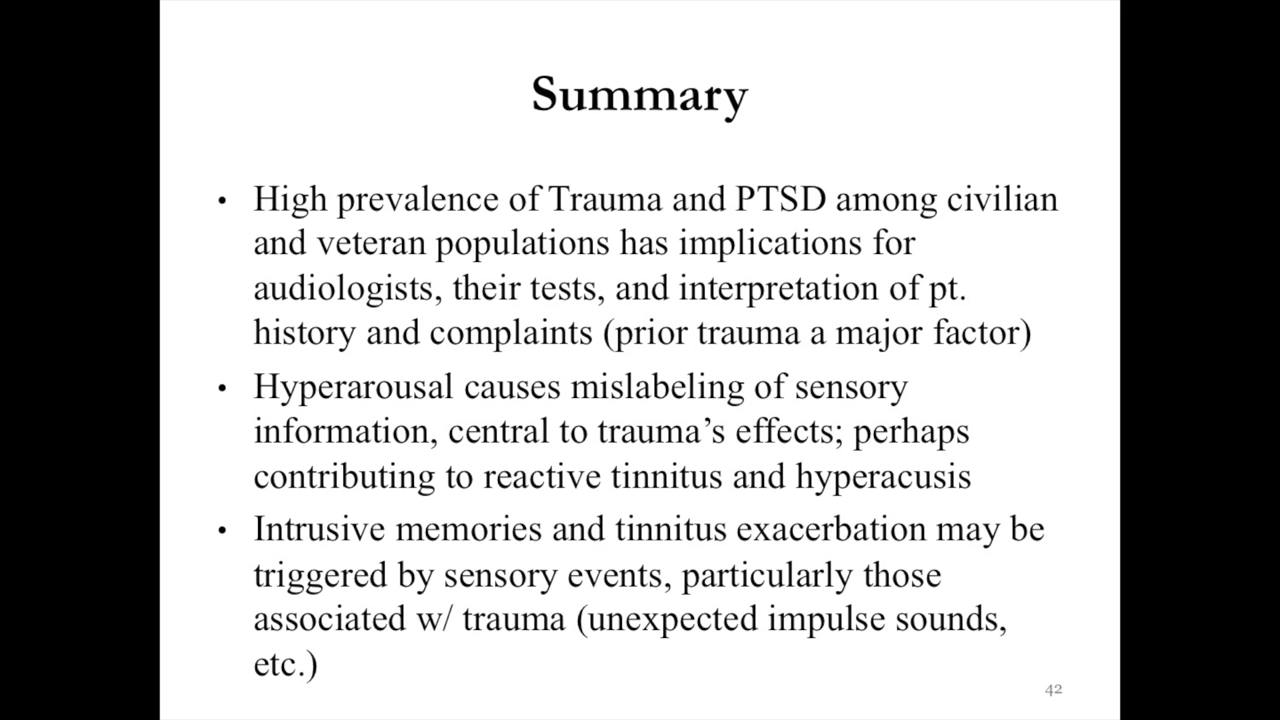 Summary
• High prevalence of Trauma and PTSD among civilian
and veteran populations has implications for
audiologists, their tests, and interpretation of pt.
history and complaints (prior trauma a major factor)
• Hyperarousal causes mislabeling of sensory
information, central to trauma’s effects; perhaps
contributing to reactive tinnitus and hyperacusis
• Intrusive memories and tinnitus exacerbation may be
triggered by sensory events, particularly those
associated w/ trauma (unexpected impulse sounds,
etc.)
42